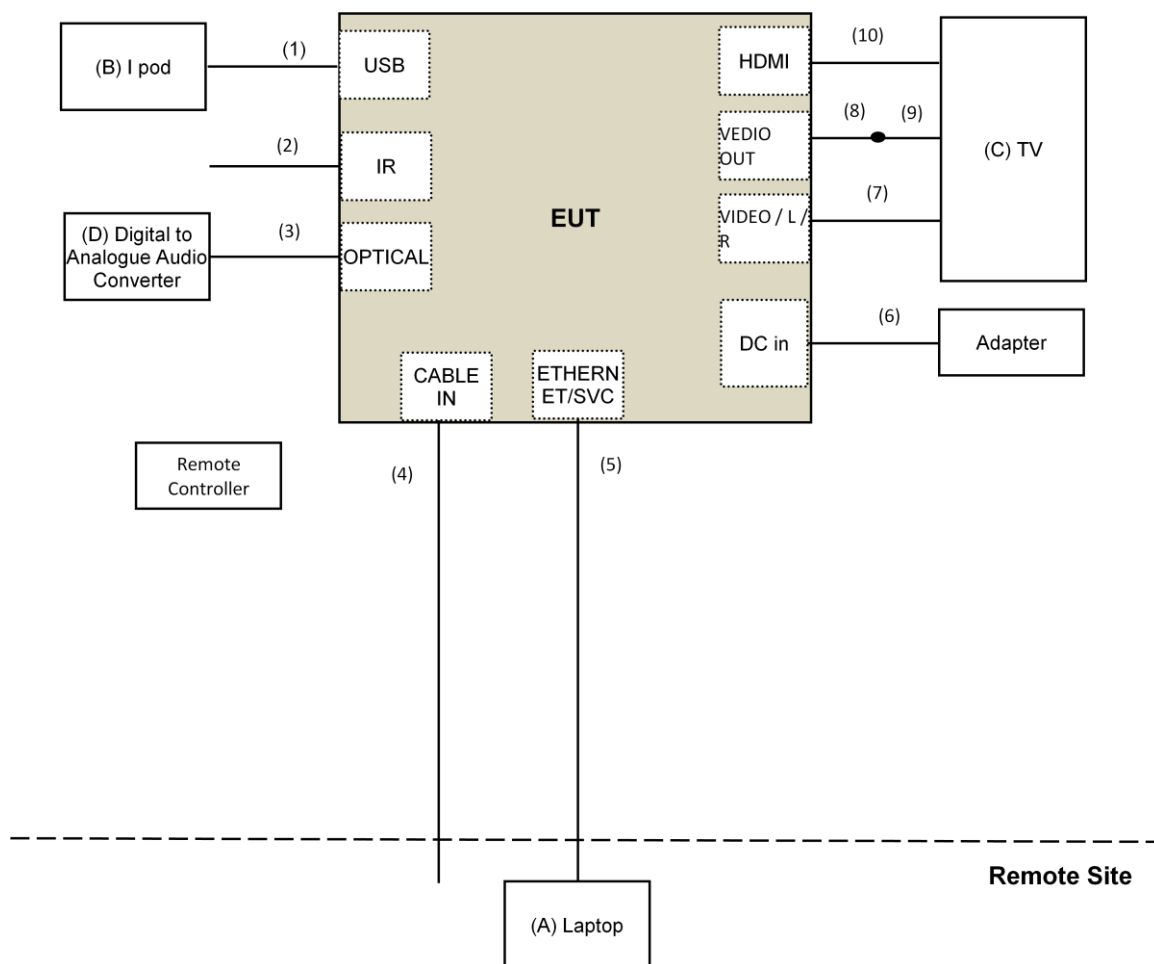 (B) I pod
(1)
USB
HDMI
(10)
(2)
IR
VEDIO
OUT
(8)
(9)
(C) TV
EUT
(D) Digital to
Analogue Audio
Converter
(3)
OPTICAL
VIDEO / L /
R
(7)
DC in
(6)
Adapter
CABLE
IN
ETHERN
ET/SVC
Remote
Controller
(4)
(5)
Remote Site
(A) Laptop